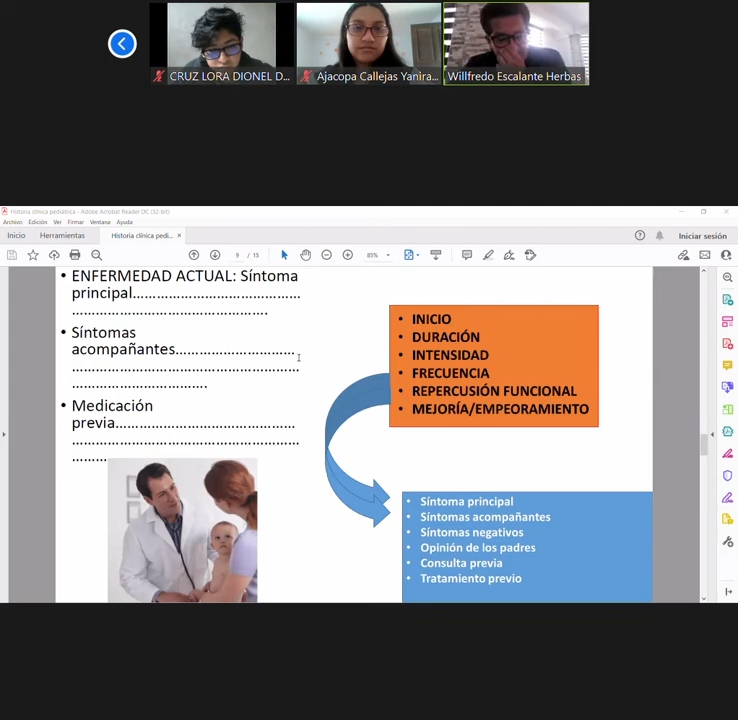 CRUZ LORA DIONEL D...
Ajacopa Callejas Yanira...
Willfredo Escalante Herbas
Historia clínica pediátrica - Adobe Acrobat Reader DC (32-bit)
Archivo Edición Ver Firmar Ventana Ayuda
Inicio Herramientas Historia clínica pedi... × Iniciar sesión
9 / 15 85%
• ENFERMEDAD ACTUAL: Síntoma
principal……………………………………
……………………………………………….
• Síntomas
acompañantes…………………………
…………………………………………………
……………………………..
• Medicación
previa………………………………………
…………………………………………………
………
• INICIO
• DURACIÓN
• INTENSIDAD
• FRECUENCIA
• REPERCUSIÓN FUNCIONAL
• MEJORÍA/EMPEORAMIENTO
• Síntoma principal
• Síntomas acompañantes
• Síntomas negativos
• Opinión de los padres
• Consulta previa
• Tratamiento previo